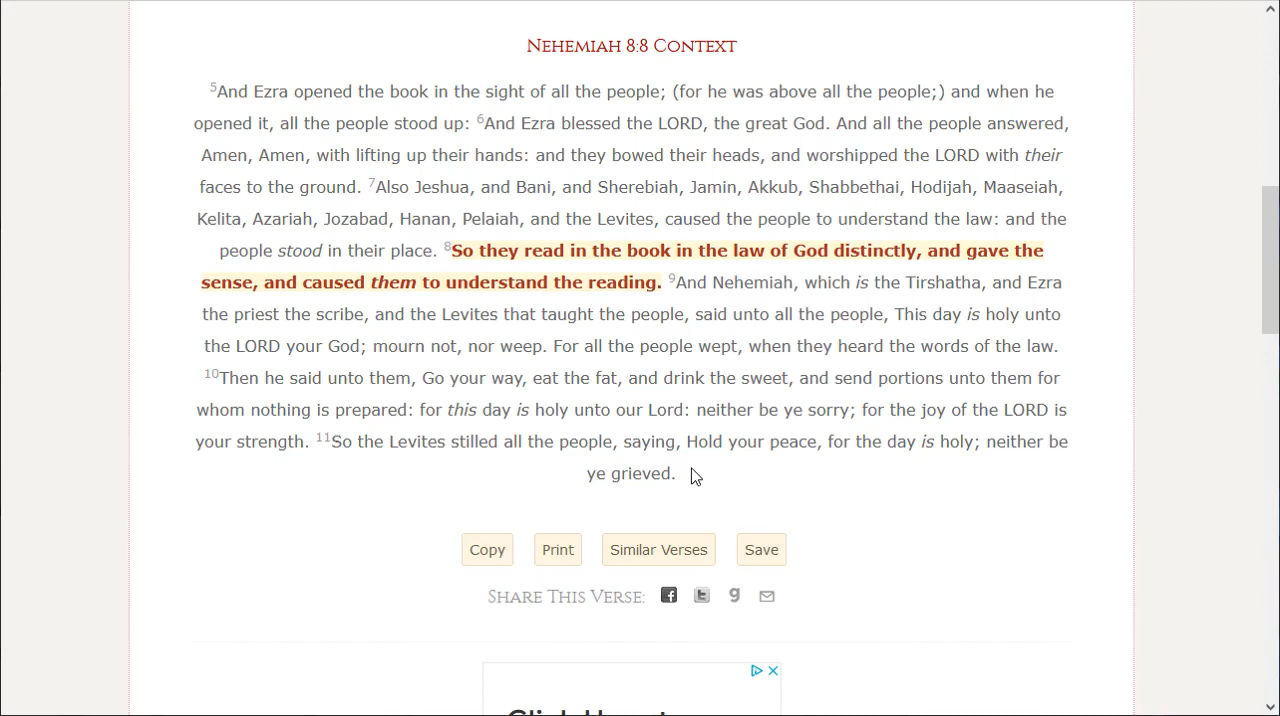 Nehemiah 8:8 Context
5And Ezra opened the book in the sight of all the people; (for he was above all the people;) and when he
opened it, all the people stood up: 6And Ezra blessed the LORD, the great God. And all the people answered,
Amen, Amen, with lifting up their hands: and they bowed their heads, and worshipped the LORD with their
faces to the ground. 7Also Jeshua, and Bani, and Sherebiah, Jamin, Akkub, Shabbethai, Hodijah, Maaseiah,
Kelita, Azariah, Jozabad, Hanan, Pelaiah, and the Levites, caused the people to understand the law: and the
people stood in their place. 8So they read in the book in the law of God distinctly, and gave the
sense, and caused them to understand the reading. 9And Nehemiah, which is the Tirshatha, and Ezra
the priest the scribe, and the Levites that taught the people, said unto all the people, This day is holy unto
the LORD your God; mourn not, nor weep. For all the people wept, when they heard the words of the law.
10Then he said unto them, Go your way, eat the fat, and drink the sweet, and send portions unto them for
whom nothing is prepared: for this day is holy unto our Lord: neither be ye sorry; for the joy of the LORD is
your strength. 11So the Levites stilled all the people, saying, Hold your peace, for the day is holy; neither be
ye grieved.
Copy Print Similar Verses Save
Share This Verse: